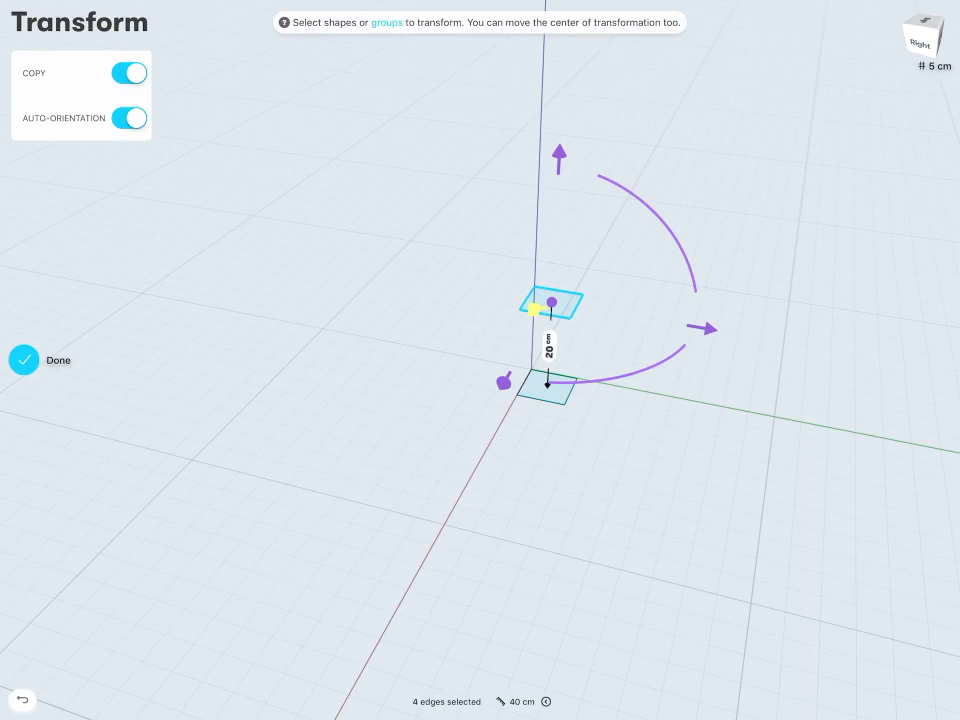 Transform
Select shapes or groups to transform. You can move the center of transformation too.
Right
5 cm
COPY
AUTO-ORIENTATION
20 cm
Done
4 edges selected
40 cm